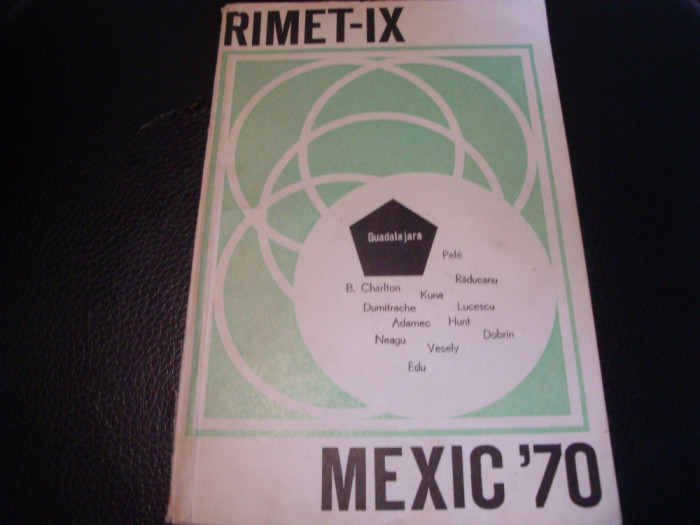 RIMET-IX
Guadalajara
Pelé
Răducanu
B. Charlton
Kuna
Dumitrache
Lucescu
Adamec
Hunt
Dobrin
Neagu
Vesely
Edu
MEXIC '70